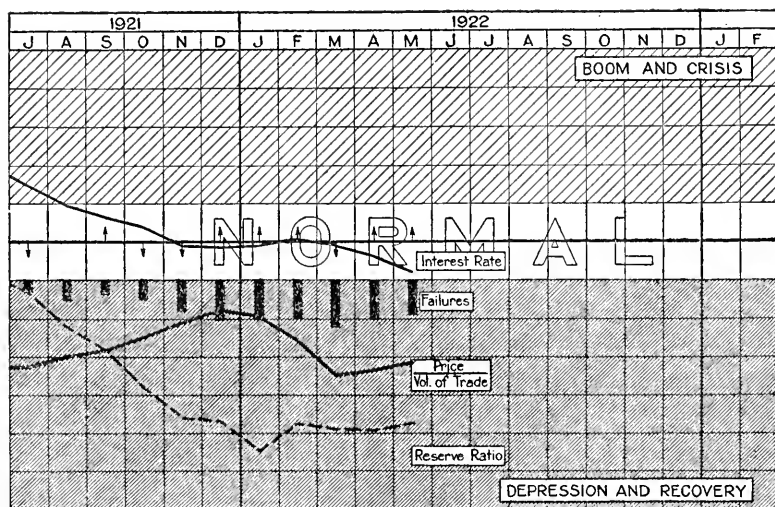 1921 1922
J A S O N D J F M A M J J A S O N D J F
BOOM AND CRISIS
NORMAL
Interest Rate
Failures
Price
Vol. of Trade
Reserve Ratio
DEPRESSION AND RECOVERY